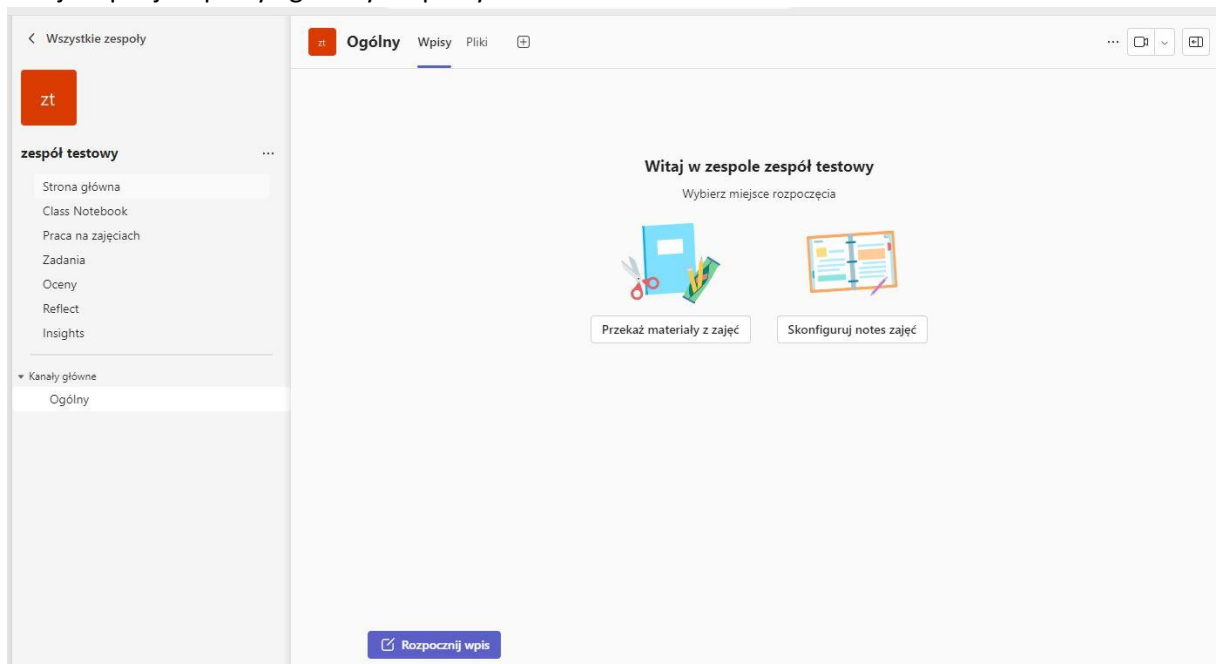 Wszystkie zespoły
zt
zespół testowy
...
Strona główna
Class Notebook
Praca na zajęciach
Zadania
Oceny
Reflect
Insights
Kanały główne
Ogólny
zt Ogólny Wpisy Pliki
...
Witaj w zespole zespół testowy
Wybierz miejsce rozpoczęcia
Przekaż materiały z zajęć Skonfiguruj notes zajęć
Rozpocznij wpis